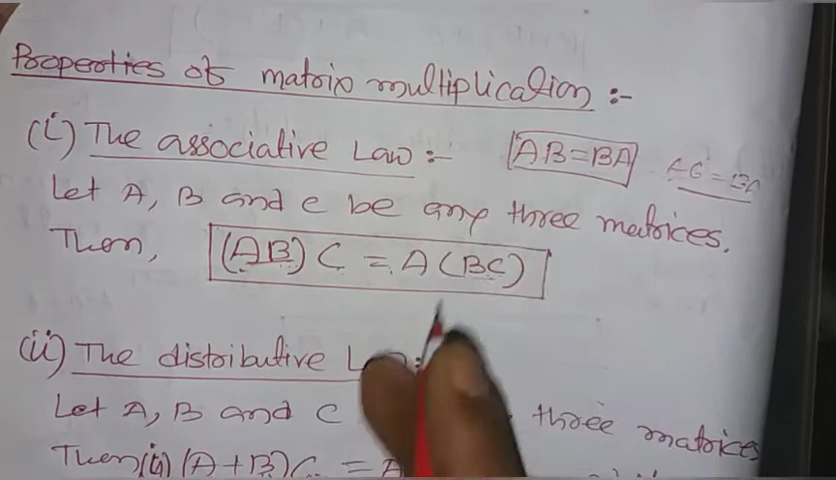 Properties of matrix multiplication :-
(i) The associative Law :- AB = BA
Let A, B and C be any three matrices.
Then, (AB) C = A (BC)
(ii) The distributive
Let A, B and C three matrices
Then (i) (A+B)C = A